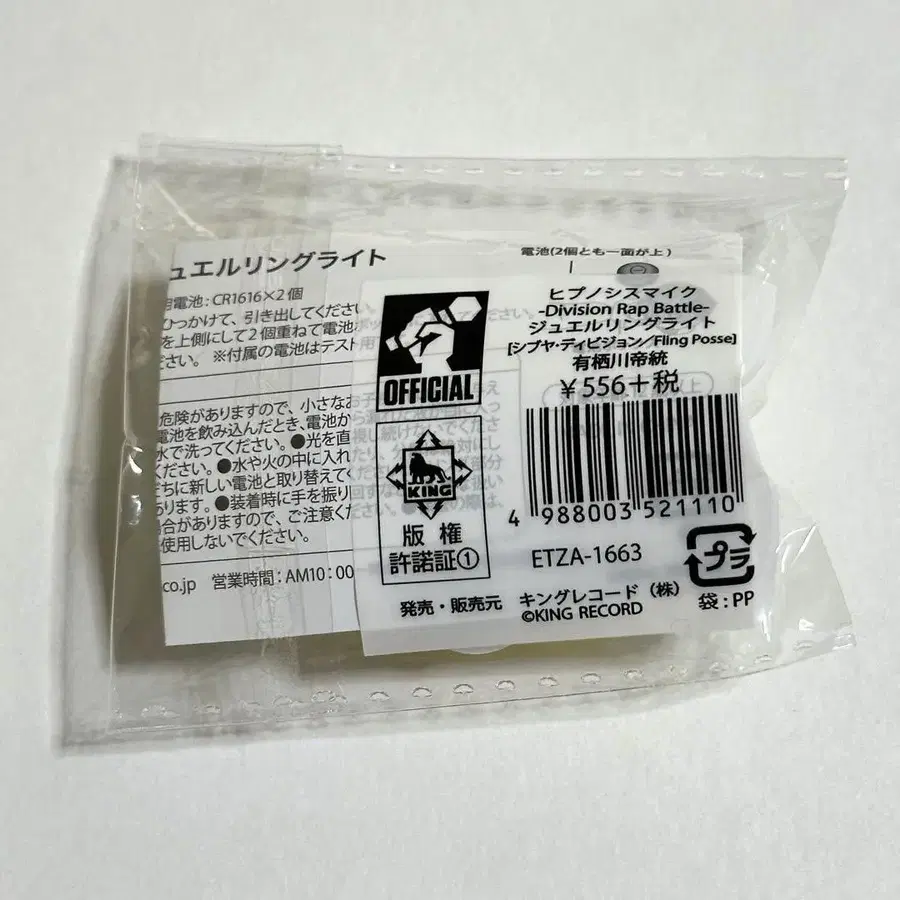 ュエルリングライト
電池:CR1616×2個
ひっかけて、引き出してください
を上側にして2個重ねて電池ボッ
ださい。 ※付属の電池はテスト用
危険がありますので、小さなお
電池を飲み込んだとき、電池か
水で洗ってください。●光を直
ください。●水や火の中に入れ
ちに新しい電池と取り替えてく
あります。●装着時に手を振り
場合がありますので、ご注意くだ
使用しないでください。
co.jp 営業時間:AM10:00
電池(2個とも一面が上)
OFFICIAL
KING
版権
許諾証①
ヒプノシスマイク
-Division Rap Battle-
ジュエルリングライト
[シブヤ・ディビジョン/Fling Posse]
有栖川帝統
¥556+税
4 988003 521110
ETZA-1663
プラ
袋:PP
発売・販売元 キングレコード(株)
©KING RECORD